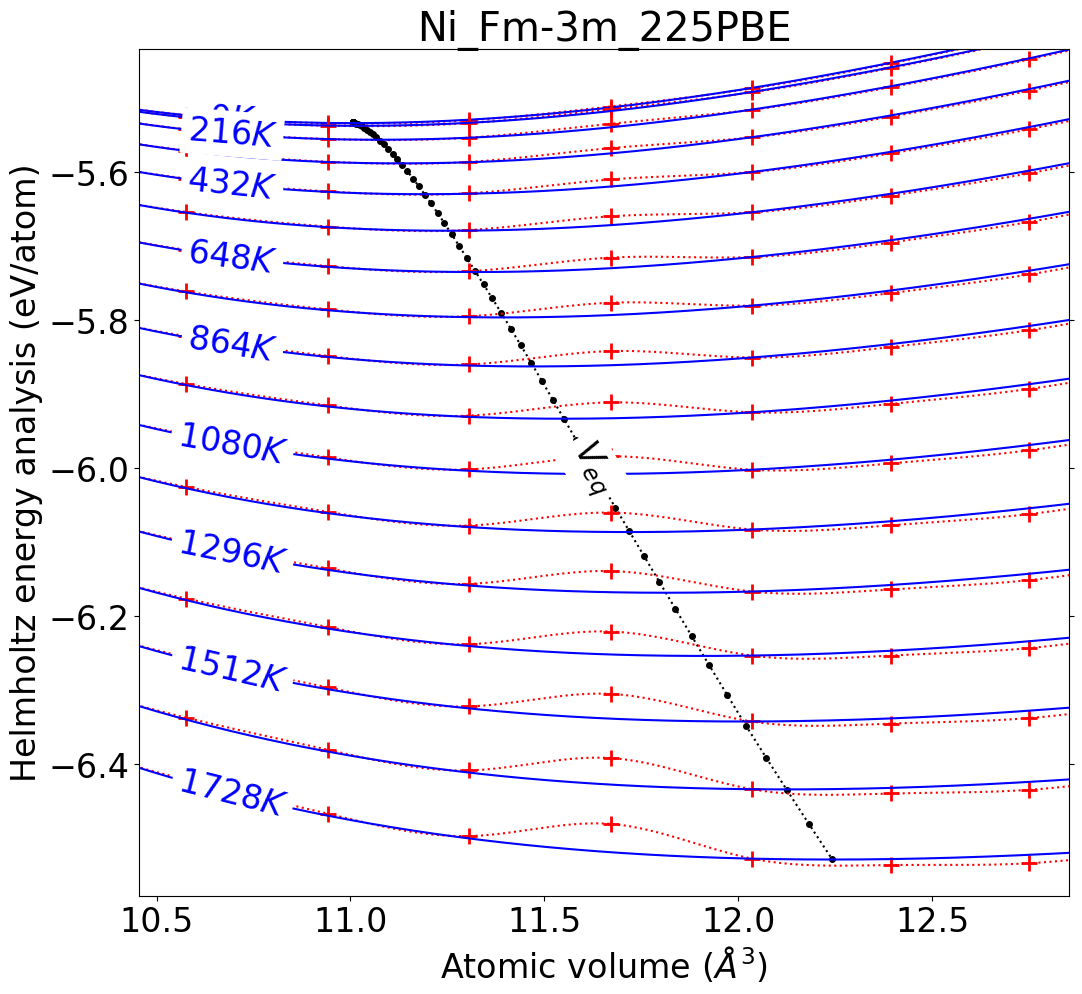 Ni_Fm-3m_225PBE
Helmholtz energy analysis (eV/atom)
−5.6
−5.8
−6.0
−6.2
−6.4
216K
432K
648K
864K
1080K
1296K
1512K
1728K
V_eq
10.5 11.0 11.5 12.0 12.5
Atomic volume (Å³)